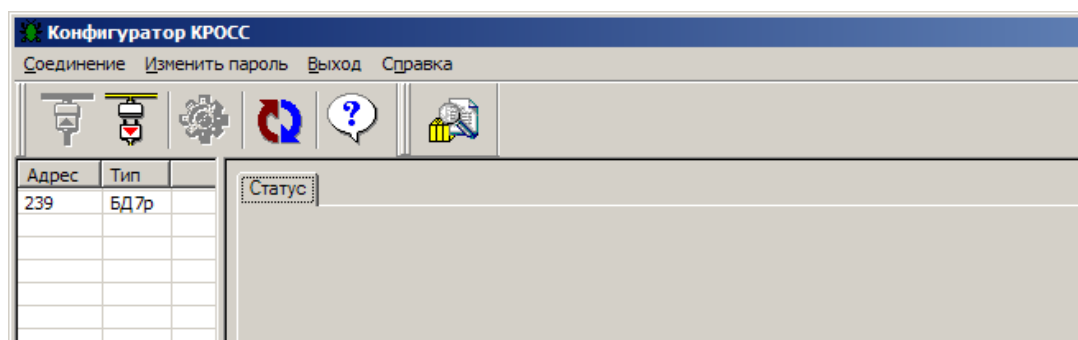 Конфигуратор КРОСС
Соединение Изменить пароль Выход Справка
?
Адрес Тип
Статус
239 БД7р